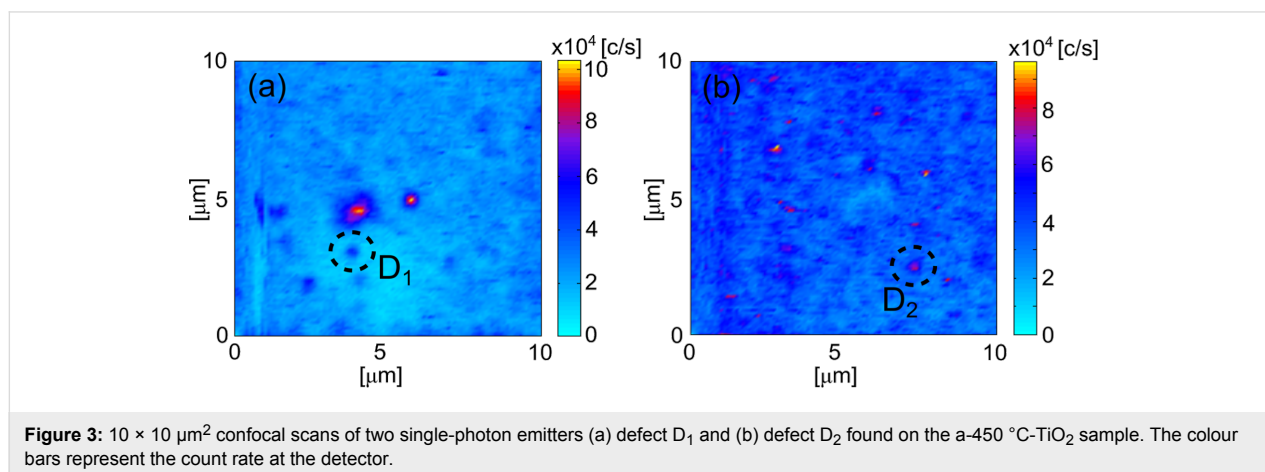 x10⁴ [c/s]
x10⁴ [c/s]
(a)
10
5
0
[μm]
0
5
10
[μm]
10
8
6
4
2
0
D₁
(b)
10
5
0
[μm]
0
5
10
[μm]
8
6
4
2
0
D₂
Figure 3: 10 × 10 μm² confocal scans of two single-photon emitters (a) defect D₁ and (b) defect D₂ found on the a-450 °C-TiO₂ sample. The colour
bars represent the count rate at the detector.